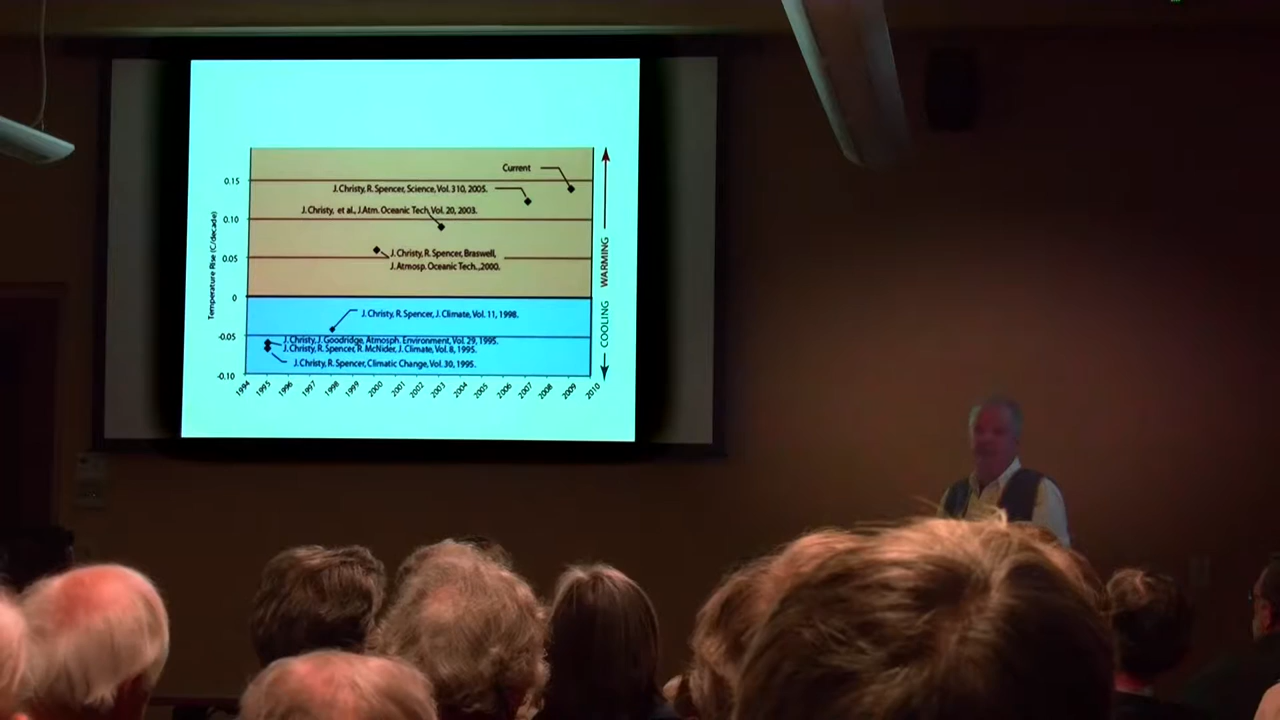 Current
0.15
J.Christy, R. Spencer, Science, Vol. 310, 2005.
J. Christy, et al., J.Atm. Oceanic Tech, Vol. 20, 2003.
0.10
J. Christy, R. Spencer, Braswell,
0.05
J. Atmosp. Oceanic Tech., 2000.
Temperature Rise (C/decade)
WARMING
0
J. Christy, R. Spencer, J. Climate, Vol. 11, 1998.
COOLING
-0.05
J. Christy, J. Goodridge, Atmosph. Environment, Vol. 29, 1995.
J. Christy, R. Spencer, R. McNider, J. Climate, Vol. 8, 1995.
J. Christy, R. Spencer, Climatic Change, Vol. 30, 1995.
-0.10
1994 1995 1996 1997 1998 1999 2000 2001 2002 2003 2004 2005 2006 2007 2008 2009 2010